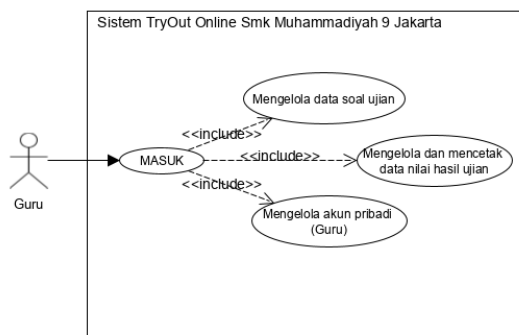 Sistem TryOut Online Smk Muhammadiyah 9 Jakarta
Mengelola data soal ujian
<<include>>
MASUK
<<include>>
Mengelola dan mencetak
data nilai hasil ujian
<<include>>
Guru
Mengelola akun pribadi
(Guru)